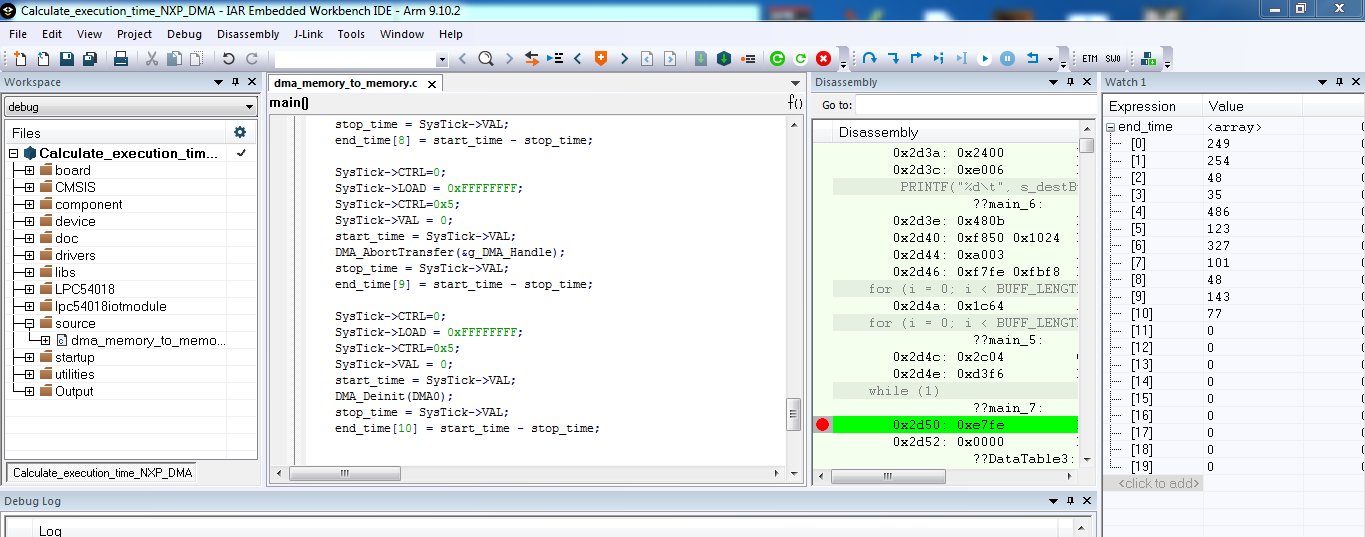 Calculate_execution_time_NXP_DMA - IAR Embedded Workbench IDE - Arm 9.10.2
File Edit View Project Debug Disassembly J-Link Tools Window Help
ETM SWO
Workspace
debug
Files
Calculate_execution_tim...
board
CMSIS
component
device
doc
drivers
libs
LPC54018
lpc54018iotmodule
source
dma_memory_to_memo...
startup
utilities
Output
Calculate_execution_time_NXP_DMA
dma_memory_to_memory.c
main()
f()
stop_time = SysTick->VAL;
end_time[8] = start_time - stop_time;
SysTick->CTRL=0;
SysTick->LOAD = 0xFFFFFFFF;
SysTick->CTRL=0x5;
SysTick->VAL = 0;
start_time = SysTick->VAL;
DMA_AbortTransfer(&g_DMA_Handle);
stop_time = SysTick->VAL;
end_time[9] = start_time - stop_time;
SysTick->CTRL=0;
SysTick->LOAD = 0xFFFFFFFF;
SysTick->CTRL=0x5;
SysTick->VAL = 0;
start_time = SysTick->VAL;
DMA_Deinit(DMA0);
stop_time = SysTick->VAL;
end_time[10] = start_time - stop_time;
Disassembly
Go to:
Disassembly
0x2d3a: 0x2400
0x2d3c: 0xe006
PRINTF("%d\t", s_destB
??main_6:
0x2d3e: 0x480b
0x2d40: 0xf850 0x1024
0x2d44: 0xa003
0x2d46: 0xf7fe 0xfbf8
for (i = 0; i < BUFF_LENGT
0x2d4a: 0x1c64
for (i = 0; i < BUFF_LENGT
??main_5:
0x2d4c: 0x2c04
0x2d4e: 0xd3f6
while (1)
??main_7:
0x2d50: 0xe7fe
0x2d52: 0x0000
??DataTable3:
Watch 1
Expression Value
end_time <array>
[0] 249
[1] 254
[2] 48
[3] 35
[4] 486
[5] 123
[6] 327
[7] 101
[8] 48
[9] 143
[10] 77
[11] 0
[12] 0
[13] 0
[14] 0
[15] 0
[16] 0
[17] 0
[18] 0
[19] 0
<click to add>
Debug Log
Log